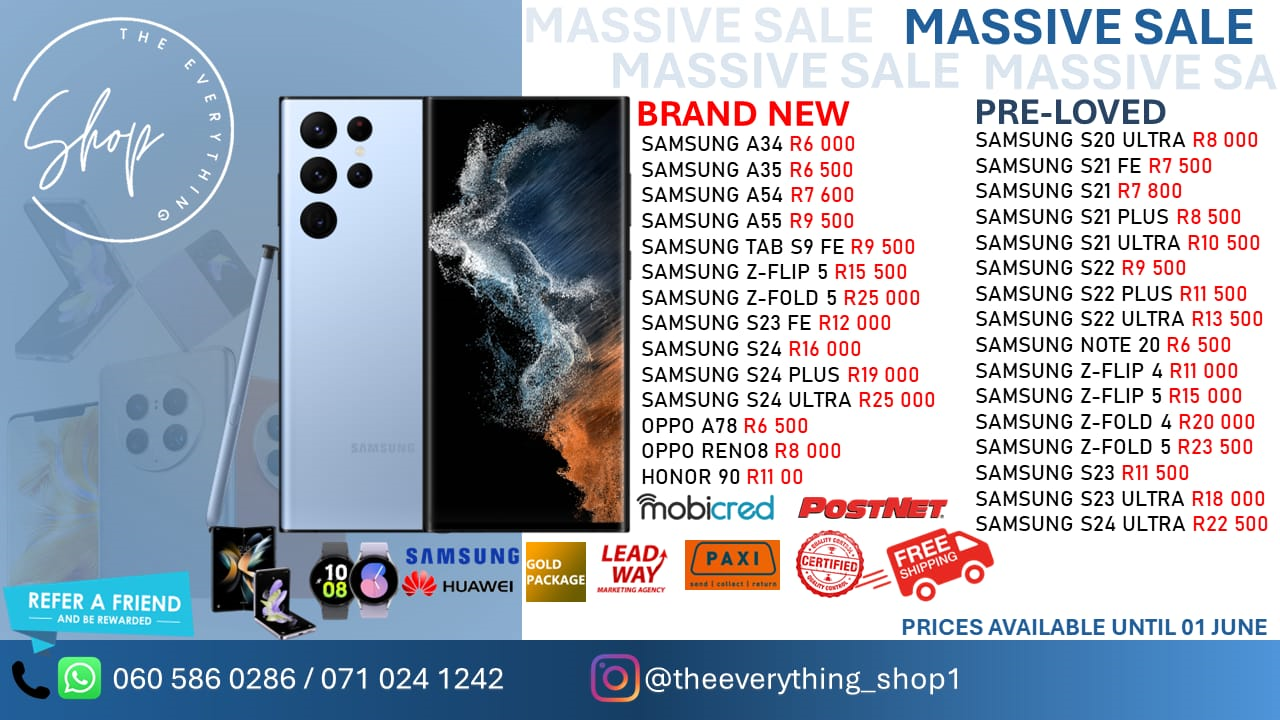 THE EVERYTHING
Shop
MASSIVE SALE MASSIVE SALE
MASSIVE SALE MASSIVE SA
BRAND NEW
SAMSUNG A34 R6 000
SAMSUNG A35 R6 500
SAMSUNG A54 R7 600
SAMSUNG A55 R9 500
SAMSUNG TAB S9 FE R9 500
SAMSUNG Z-FLIP 5 R15 500
SAMSUNG Z-FOLD 5 R25 000
SAMSUNG S23 FE R12 000
SAMSUNG S24 R16 000
SAMSUNG S24 PLUS R19 000
SAMSUNG S24 ULTRA R25 000
OPPO A78 R6 500
OPPO RENO8 R8 000
HONOR 90 R11 00
PRE-LOVED
SAMSUNG S20 ULTRA R8 000
SAMSUNG S21 FE R7 500
SAMSUNG S21 R7 800
SAMSUNG S21 PLUS R8 500
SAMSUNG S21 ULTRA R10 500
SAMSUNG S22 R9 500
SAMSUNG S22 PLUS R11 500
SAMSUNG S22 ULTRA R13 500
SAMSUNG NOTE 20 R6 500
SAMSUNG Z-FLIP 4 R11 000
SAMSUNG Z-FLIP 5 R15 000
SAMSUNG Z-FOLD 4 R20 000
SAMSUNG Z-FOLD 5 R23 500
SAMSUNG S23 R11 500
SAMSUNG S23 ULTRA R18 000
SAMSUNG S24 ULTRA R22 500
SAMSUNG
mobicred
POSTNET
10
08
SAMSUNG
HUAWEI
GOLD
PACKAGE
LEAD
WAY
MARKETING AGENCY
PAXI
send | collect | return
QUALITY CONTROL
CERTIFIED
QUALITY CONTROL
FREE
SHIPPING
REFER A FRIEND
AND BE REWARDED
PRICES AVAILABLE UNTIL 01 JUNE
060 586 0286 / 071 024 1242
@theeverything_shop1